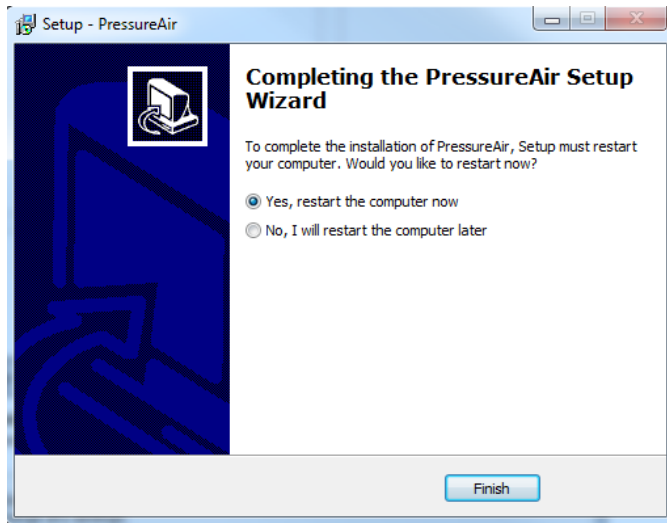 Setup - PressureAir
Completing the PressureAir Setup
Wizard
To complete the installation of PressureAir, Setup must restart
your computer. Would you like to restart now?
Yes, restart the computer now
No, I will restart the computer later
Finish